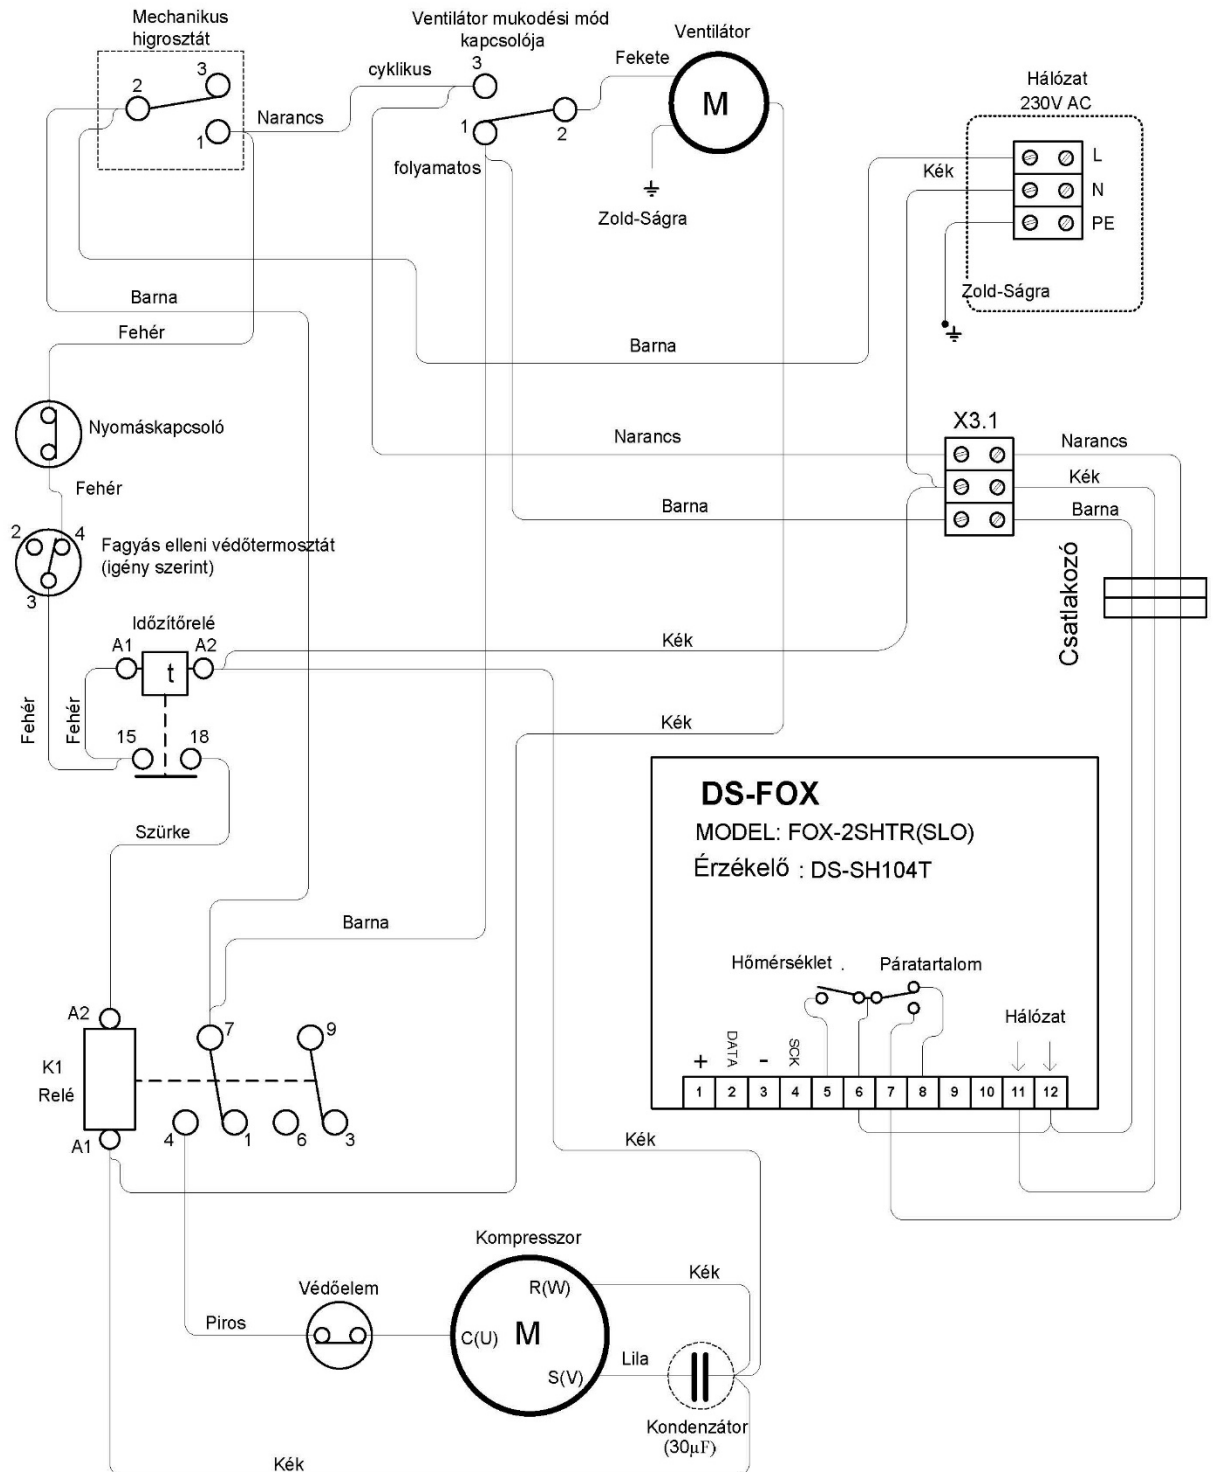 Mechanikus
higrosztát
3
2
1
Narancs
cyklikus
Ventilátor mukodési mód
kapcsolója
3
1
2
folyamatos
Fekete
Ventilátor
M
Zold-Ságra
Hálózat
230V AC
L
N
PE
Kék
Zold-Ságra
Barna
Fehér
Barna
Nyomáskapcsoló
Fehér
2
4
3
Fagyás elleni védőtermosztát
(igény szerint)
X3.1
Narancs
Barna
Narancs
Kék
Barna
Csatlakozó
Időzítőrelé
A1
A2
t
Kék
Fehér
Fehér
15
18
Kék
Szürke
Barna
DS-FOX
MODEL: FOX-2SHTR(SLO)
Érzékelő : DS-SH104T
Hőmérséklet .
Páratartalom
Hálózat
+
DATA
-
SCK
1 2 3 4 5 6 7 8 9 10 11 12
A2
K1
Relé
A1
7
9
4
1
6
3
Kék
Kompresszor
R(W)
C(U)
M
S(V)
Védőelem
Piros
Kék
Lila
Kondenzátor
(30µF)
Kék